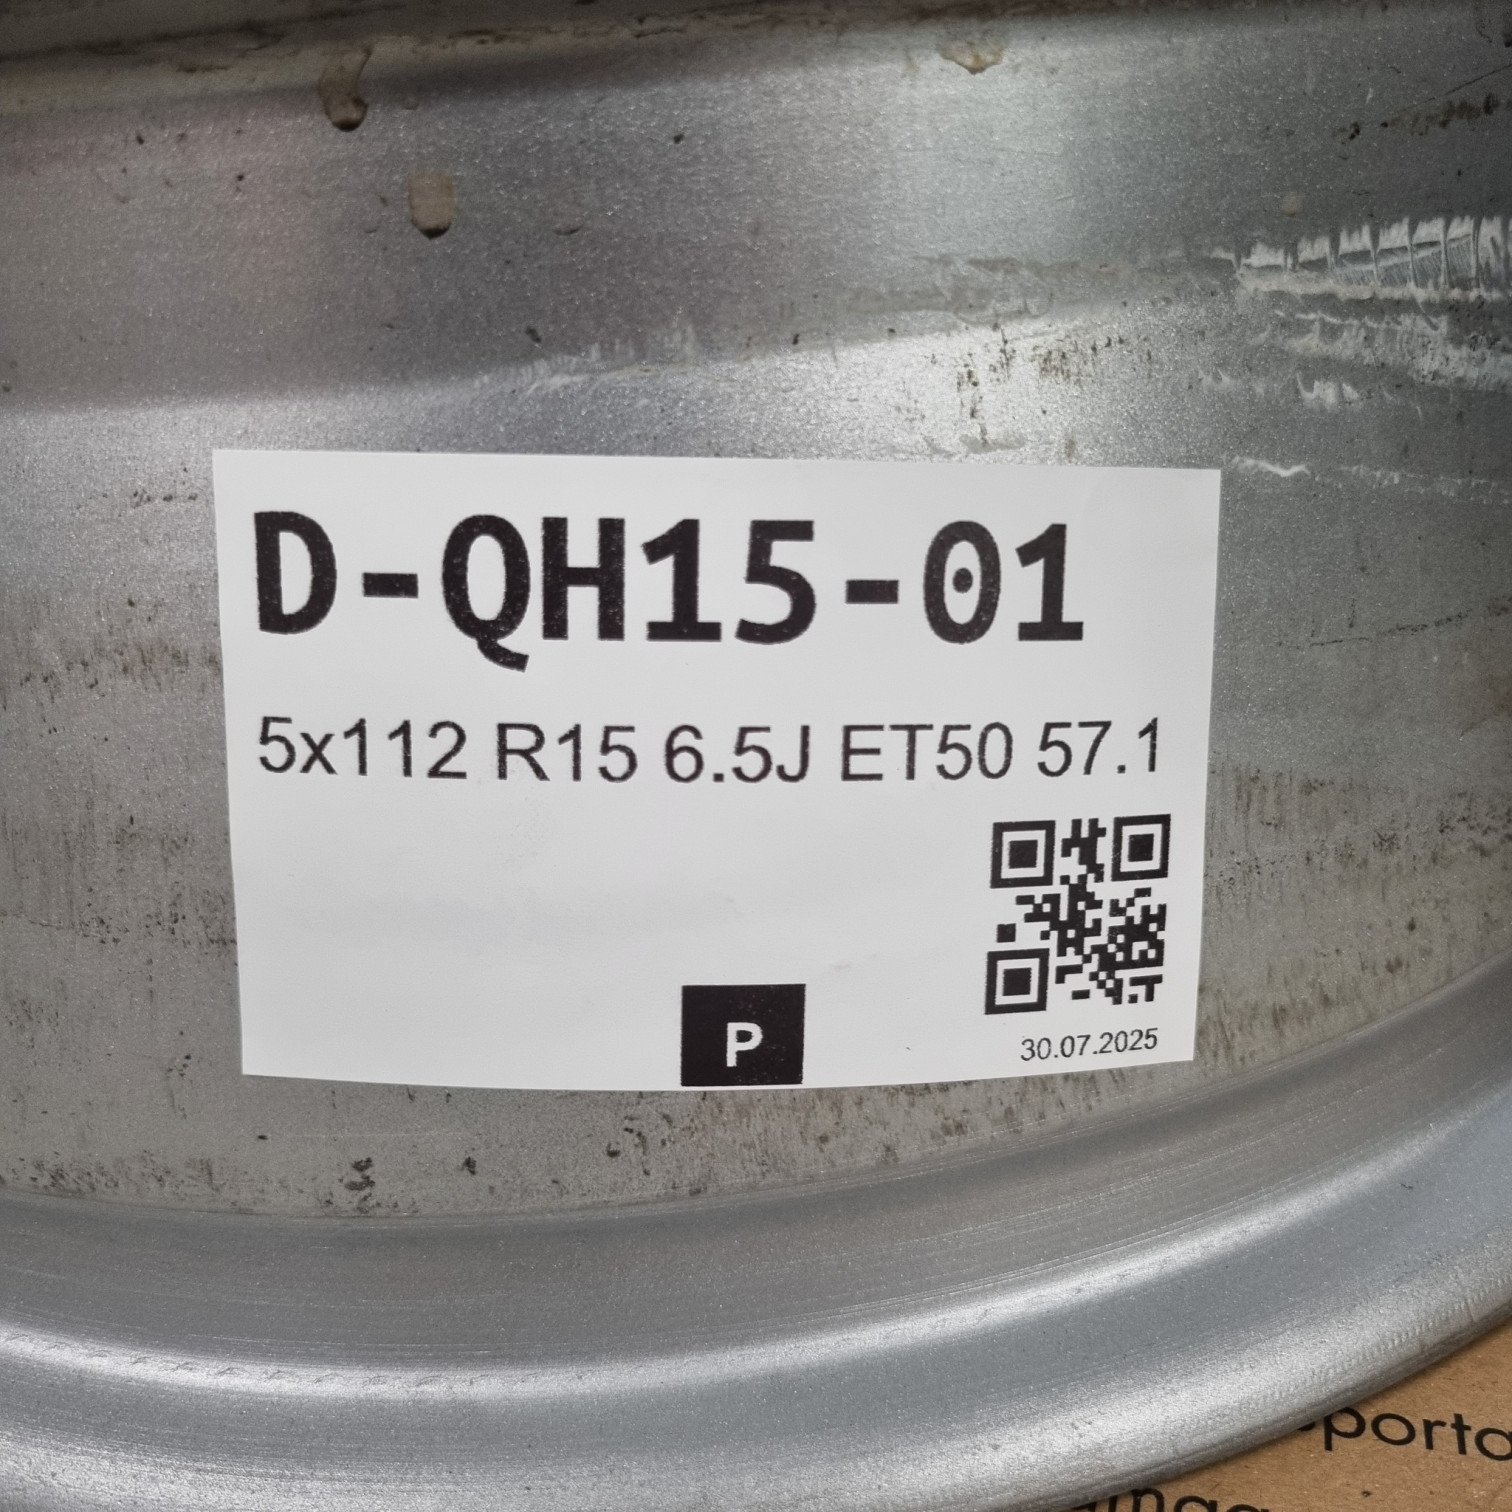 D-QH15-01
5x112 R15 6.5J ET50 57.1
P
30.07.2025